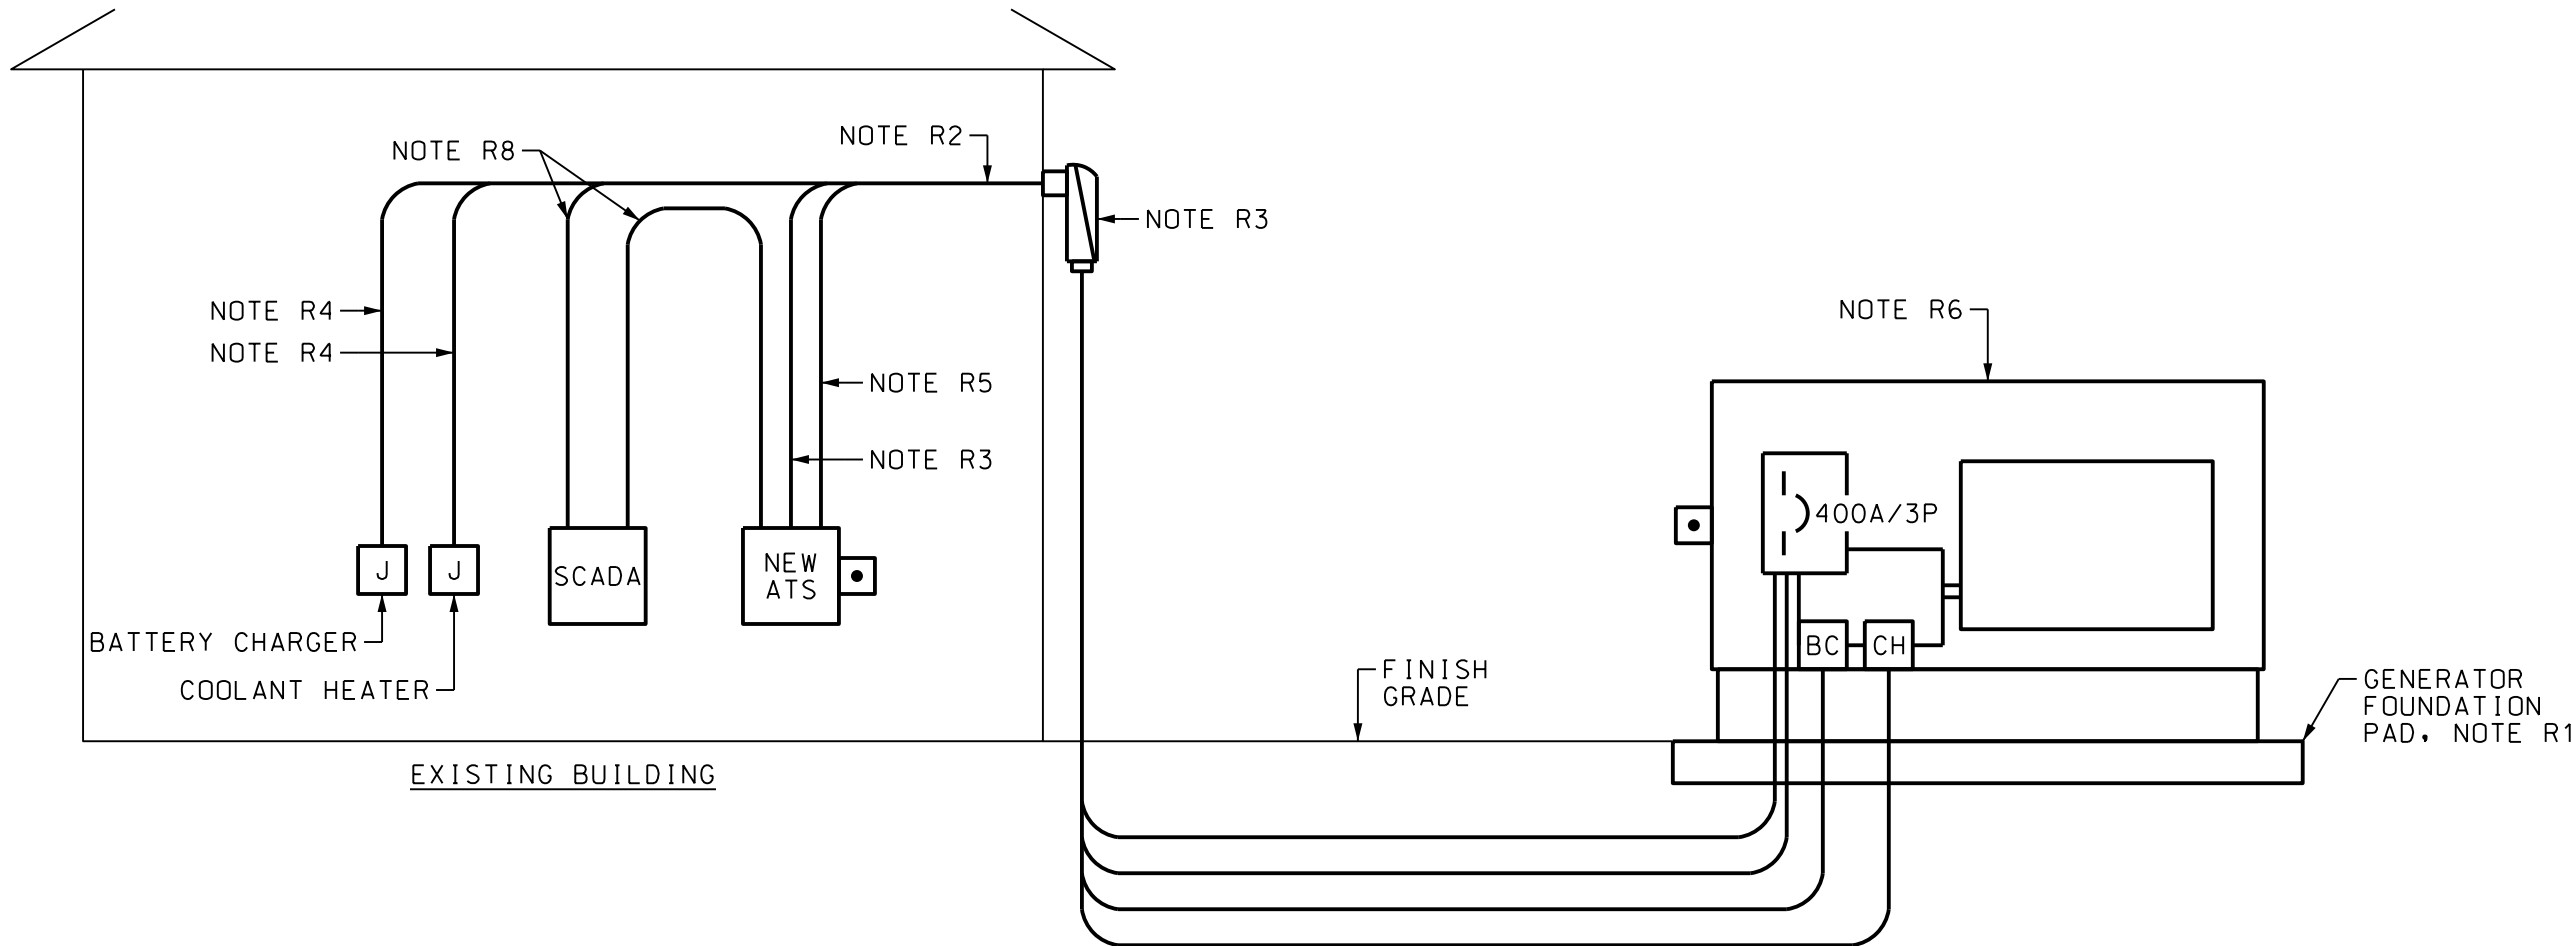 NOTE R2
NOTE R8
NOTE R3
NOTE R4
NOTE R4
NOTE R5
NOTE R3
NOTE R6
400A/3P
J
J
SCADA
NEW
ATS
BATTERY CHARGER
COOLANT HEATER
BC
CH
FINISH
GRADE
GENERATOR
FOUNDATION
PAD, NOTE R1
EXISTING BUILDING